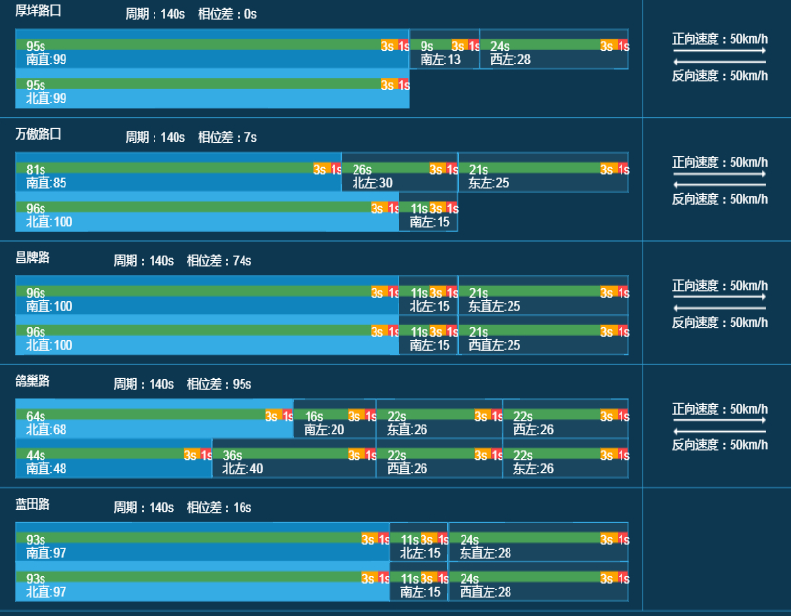 厚垟路口 周期：140s 相位差：0s
95s 3s 1s 9s 3s 1s 24s 3s 1s
南直:99 南左:13 西左:28
95s 3s 1s
北直:99
正向速度：50km/h
反向速度：50km/h
万傲路口 周期：140s 相位差：7s
81s 3s 1s 26s 3s 1s 21s 3s 1s
南直:85 北左:30 东左:25
96s 3s 1s 11s 3s 1s
北直:100 南左:15
正向速度：50km/h
反向速度：50km/h
昌牌路 周期：140s 相位差：74s
96s 3s 1s 11s 3s 1s 21s 3s 1s
南直:100 北左:15 东直左:25
96s 3s 1s 11s 3s 1s 21s 3s 1s
北直:100 南左:15 西直左:25
正向速度：50km/h
反向速度：50km/h
鸽巢路 周期：140s 相位差：95s
64s 3s 1s 16s 3s 1s 22s 3s 1s 22s 3s 1s
北直:68 南左:20 东直:26 西左:26
44s 3s 1s 36s 3s 1s 22s 3s 1s 22s 3s 1s
南直:48 北左:40 西直:26 东左:26
正向速度：50km/h
反向速度：50km/h
蓝田路 周期：140s 相位差：16s
93s 3s 1s 11s 3s 1s 24s 3s 1s
南直:97 北左:15 东直左:28
93s 3s 1s 11s 3s 1s 24s 3s 1s
北直:97 南左:15 西直左:28